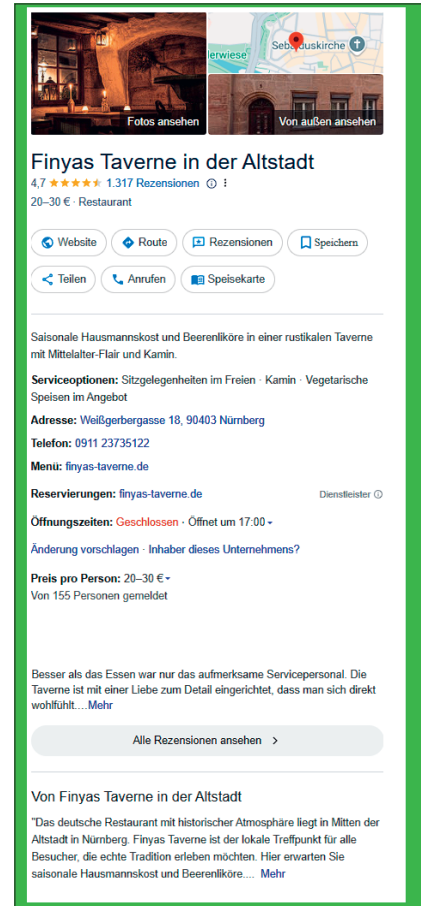 erwiese
Sebalduskirche
Fotos ansehen
Von außen ansehen
Finyas Taverne in der Altstadt
4,7 1.317 Rezensionen
20–30 € · Restaurant
Website
Route
Rezensionen
Speichern
Teilen
Anrufen
Speisekarte
Saisonale Hausmannskost und Beerenliköre in einer rustikalen Taverne
mit Mittelalter-Flair und Kamin.
Serviceoptionen: Sitzgelegenheiten im Freien · Kamin · Vegetarische
Speisen im Angebot
Adresse: Weißgerbergasse 18, 90403 Nürnberg
Telefon: 0911 23735122
Menü: finyas-taverne.de
Reservierungen: finyas-taverne.de
Dienstleister
Öffnungszeiten: Geschlossen · Öffnet um 17:00
Änderung vorschlagen · Inhaber dieses Unternehmens?
Preis pro Person: 20–30 €
Von 155 Personen gemeldet
Besser als das Essen war nur das aufmerksame Servicepersonal. Die
Taverne ist mit einer Liebe zum Detail eingerichtet, dass man sich direkt
wohlfühlt....Mehr
Alle Rezensionen ansehen
Von Finyas Taverne in der Altstadt
"Das deutsche Restaurant mit historischer Atmosphäre liegt in Mitten der
Altstadt in Nürnberg. Finyas Taverne ist der lokale Treffpunkt für alle
Besucher, die echte Tradition erleben möchten. Hier erwarten Sie
saisonale Hausmannskost und Beerenliköre.... Mehr